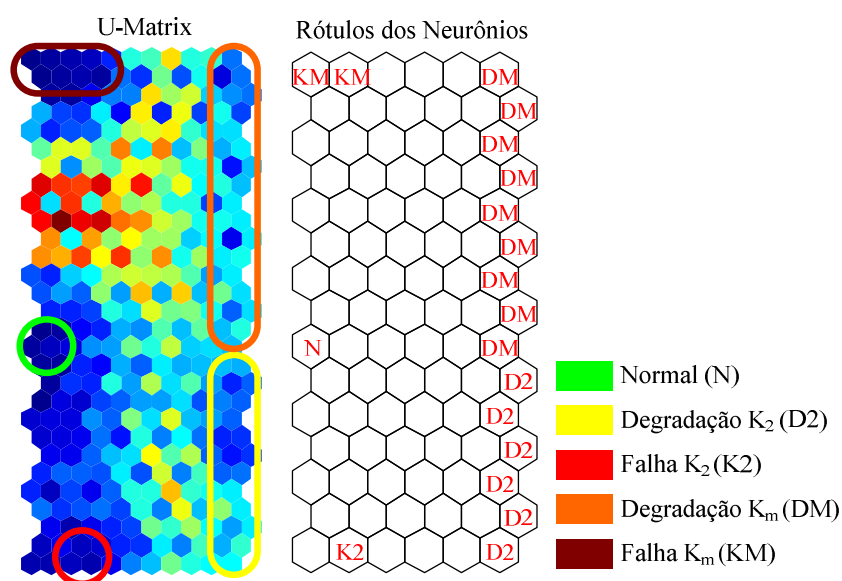 U-Matrix
Rótulos dos Neurônios
KM KM DM
DM
DM
DM
DM
DM
DM
DM
N DM
D2
D2
D2
D2
D2
K2 D2
Normal (N)
Degradação K₂ (D2)
Falha K₂ (K2)
Degradação Kₘ (DM)
Falha Kₘ (KM)